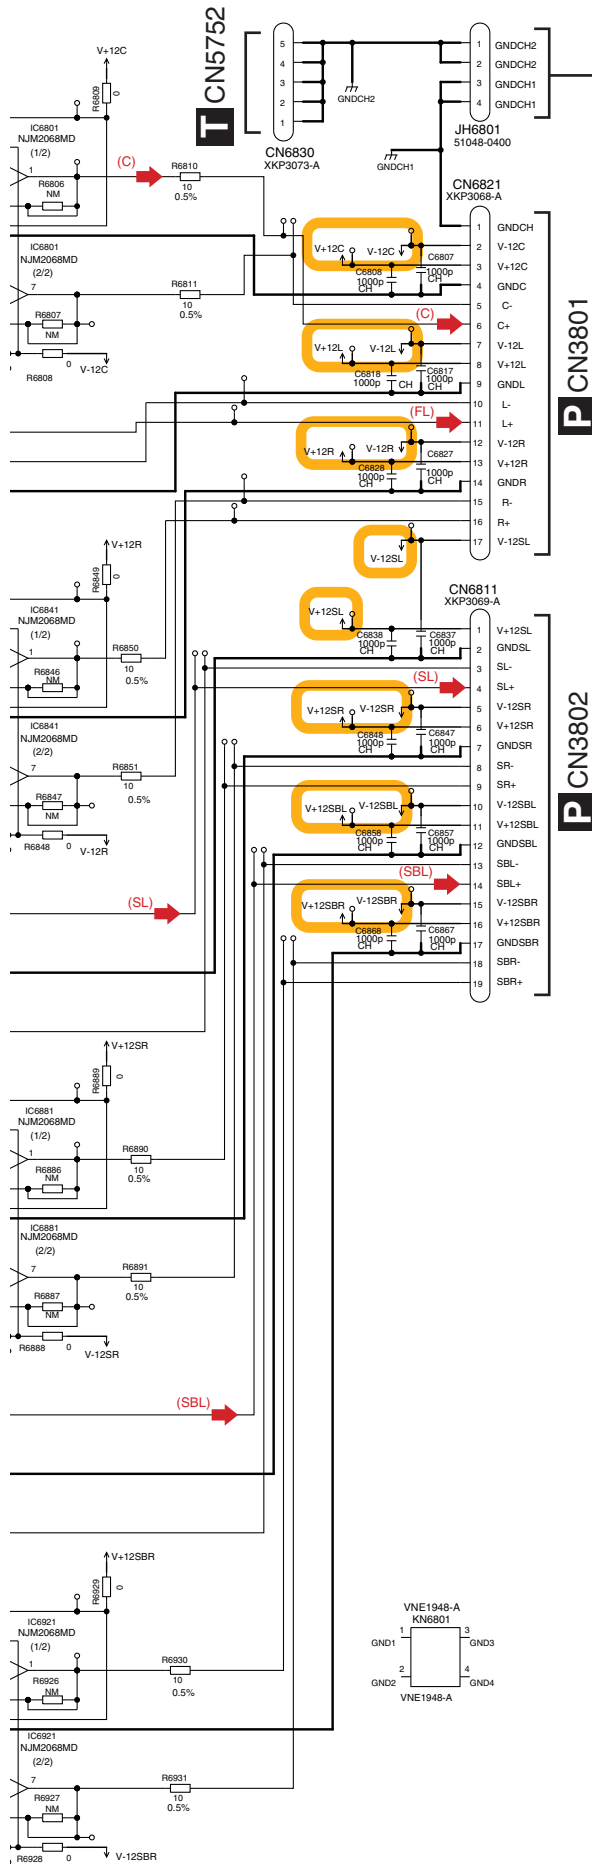 T CN5752
5
4
3
2
1
CN6830
XKP3073-A
GNDCH2
1 GNDCH2
2 GNDCH2
3 GNDCH1
4 GNDCH1
JH6801
51048-0400
GNDCH1
V+12C
R6809
0
IC6801
NJM2068MD
(1/2)
1
R6806
NM
(C)
R6810
10
0.5%
IC6801
NJM2068MD
(2/2)
7
R6811
10
0.5%
R6807
NM
0
R6808
V-12C
CN6821
XKP3068-A
P CN3801
1 GNDCH
2 V-12C
3 V+12C
4 GNDC
5 C-
6 C+
7 V-12L
8 V+12L
9 GNDL
10 L-
11 L+
12 V-12R
13 V+12R
14 GNDR
15 R-
16 R+
17 V-12SL
V+12C
V-12C
C6807
1000p
CH
C6808
1000p
CH
(C)
V+12L
V-12L
C6817
1000p
CH
C6818
1000p
CH
(FL)
V+12R
V-12R
C6827
1000p
CH
C6828
1000p
CH
V-12SL
V+12R
R6849
0
IC6841
NJM2068MD
(1/2)
1
R6850
10
0.5%
R6846
NM
IC6841
NJM2068MD
(2/2)
7
R6851
10
0.5%
R6847
NM
R6848
0
V-12R
CN6811
XKP3069-A
P CN3802
1 V+12SL
2 GNDSL
3 SL-
4 SL+
5 V-12SR
6 V+12SR
7 GNDSR
8 SR-
9 SR+
10 V-12SBL
11 V+12SBL
12 GNDSBL
13 SBL-
14 SBL+
15 V-12SBR
16 V+12SBR
17 GNDSBR
18 SBR-
19 SBR+
V+12SL
C6838
1000p
CH
C6837
1000p
CH
(SL)
V+12SR
V-12SR
C6848
1000p
CH
C6847
1000p
CH
V+12SBL
V-12SBL
C6858
1000p
CH
C6857
1000p
CH
(SBL)
V+12SBR
V-12SBR
C6868
1000p
CH
C6867
1000p
CH
(SL)
V+12SR
R6889
0
IC6881
NJM2068MD
(1/2)
1
R6890
10
0.5%
R6886
NM
IC6881
NJM2068MD
(2/2)
7
R6891
10
0.5%
R6887
NM
R6888
0
V-12SR
(SBL)
V+12SBR
R6929
0
IC6921
NJM2068MD
(1/2)
1
R6930
10
0.5%
R6926
NM
IC6921
NJM2068MD
(2/2)
7
R6931
10
0.5%
R6927
NM
R6928
0
V-12SBR
VNE1948-A
KN6801
1
GND1
3
GND3
2
GND2
4
GND4
VNE1948-A